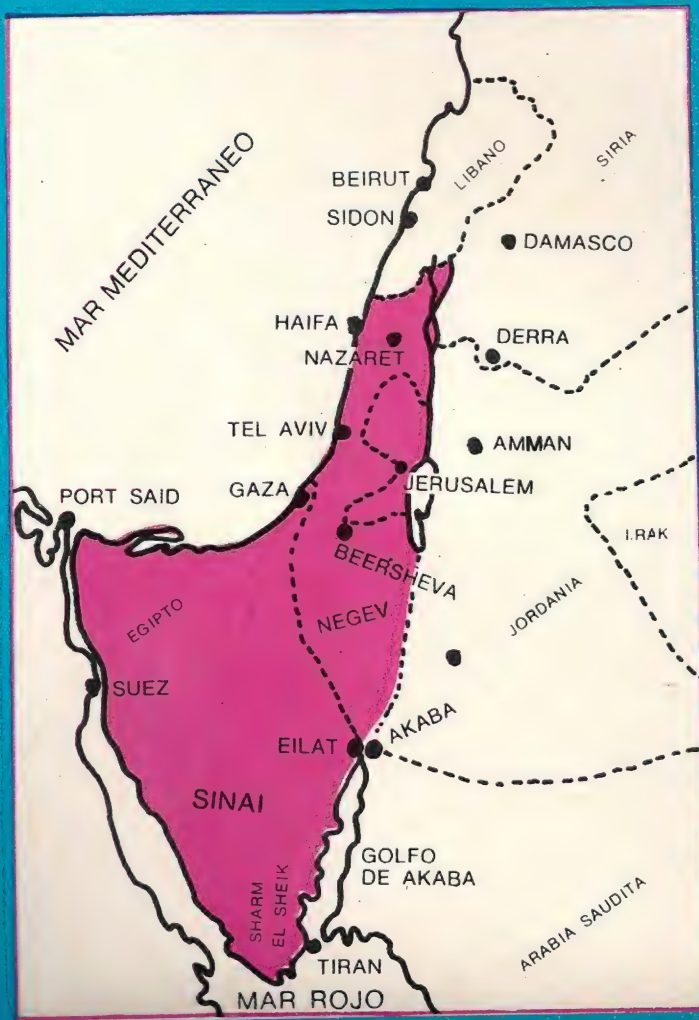 MAR MEDITERRANEO
LIBANO
SIRIA
BEIRUT
SIDON
DAMASCO
HAIFA
NAZARET
DERRA
TEL AVIV
AMMAN
GAZA
JERUSALEM
PORT SAID
BEERSHEVA
I.RAK
NEGEV
EGIPTO
JORDANIA
SUEZ
EILAT
AKABA
SINAI
GOLFO
DE AKABA
SHARM
EL SHEIK
ARABIA SAUDITA
TIRAN
MAR ROJO